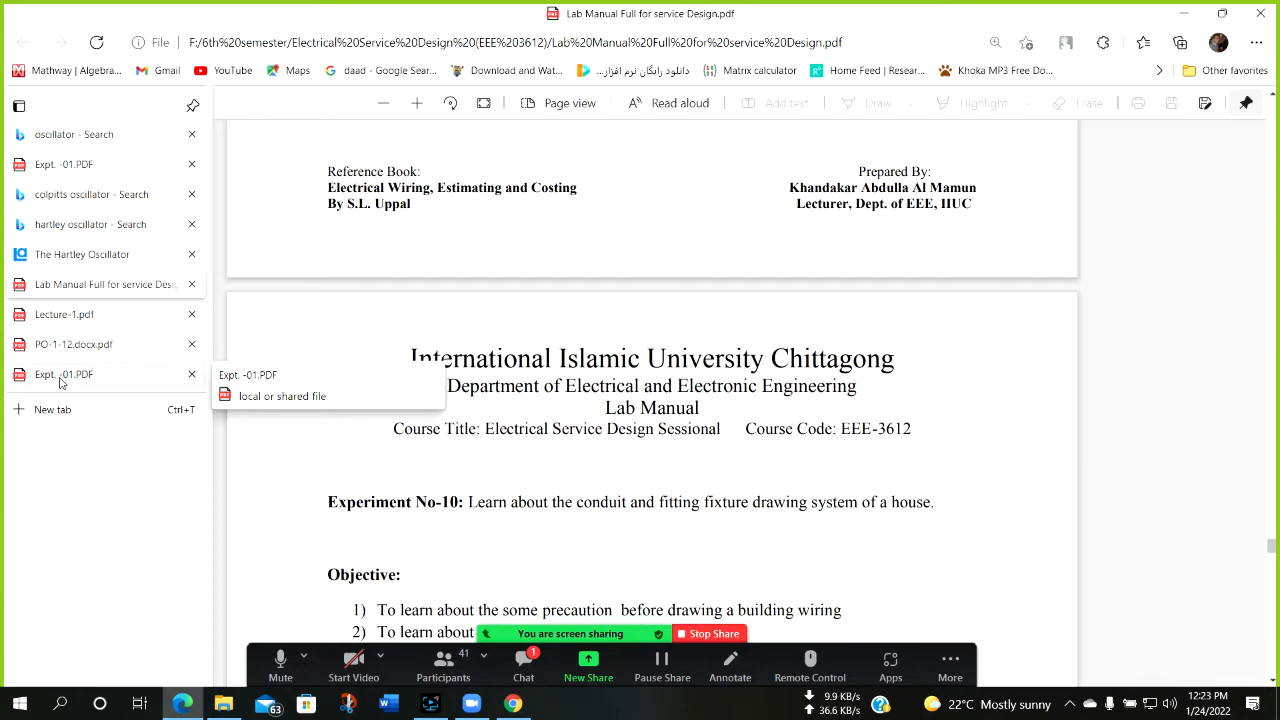 Lab Manual Full for service Design.pdf
File
F:/6th%20semester/Electrical%20Service%20Design%20(EEE%203612)/Lab%20Manual%20Full%20for%20service%20Design.pdf
Mathway | Algebra...
Gmail
YouTube
Maps
daad - Google Sear...
Download and Wat...
دانلود رایگان نرم افزار...
Matrix calculator
Home Feed | Resear...
Khoka MP3 Free Do...
Other favorites
Page view
Read aloud
Add text
Draw
Highlight
Erase
oscillator - Search
Expt. -01.PDF
colpitts oscillator - Search
hartley oscillator - Search
The Hartley Oscillator
Lab Manual Full for service Desig
Lecture-1.pdf
PO-1-12.docx.pdf
Expt. -01.PDF
New tab Ctrl+T
Expt. -01.PDF
local or shared file
Reference Book:
Electrical Wiring, Estimating and Costing
By S.L. Uppal
Prepared By:
Khandakar Abdulla Al Mamun
Lecturer, Dept. of EEE, IIUC
International Islamic University Chittagong
Department of Electrical and Electronic Engineering
Lab Manual
Course Title: Electrical Service Design Sessional Course Code: EEE-3612
Experiment No-10: Learn about the conduit and fitting fixture drawing system of a house.
Objective:
1) To learn about the some precaution before drawing a building wiring
2) To learn about
You are screen sharing
Stop Share
41
1
Mute
Start Video
Participants
Chat
New Share
Pause Share
Annotate
Remote Control
Apps
More
63
9.9 KB/s
36.6 KB/s
22°C Mostly sunny
12:23 PM
1/24/2022